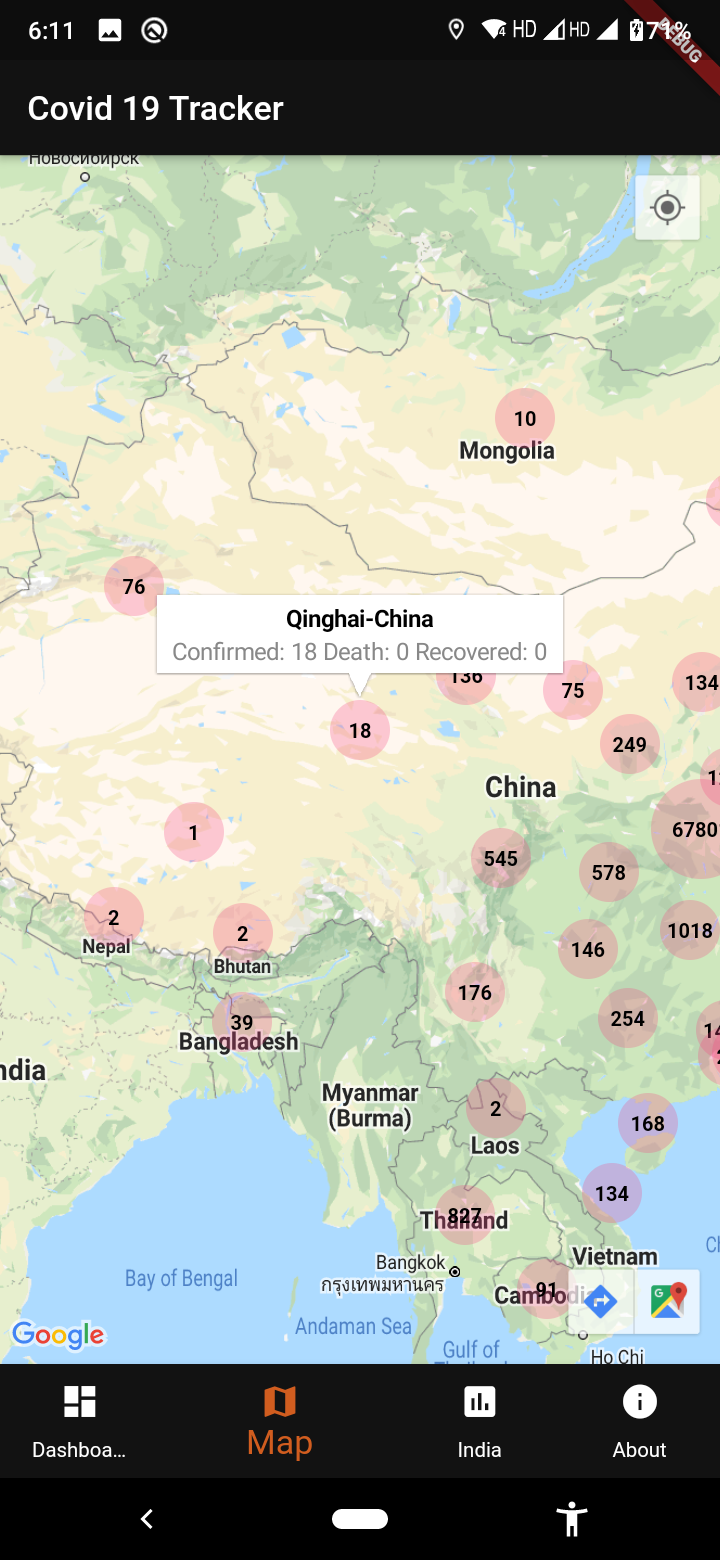 6:11
4 HD HD 71%
DEBUG
Covid 19 Tracker
Новосибирск
10
Mongolia
76
Qinghai-China
Confirmed: 18 Death: 0 Recovered: 0
136
75
134
18
249
China
1
6780
545
578
2
Nepal
2
Bhutan
1018
146
176
254
39
Bangladesh
14
2
ndia
Myanmar
(Burma)
2
Laos
168
134
827
Thailand
Vietnam
Bangkok
กรุงเทพมหานคร
Bay of Bengal
91
Cambodia
Andaman Sea
Gulf of
Ho Chi
Google
Dashboa...
Map
India
About